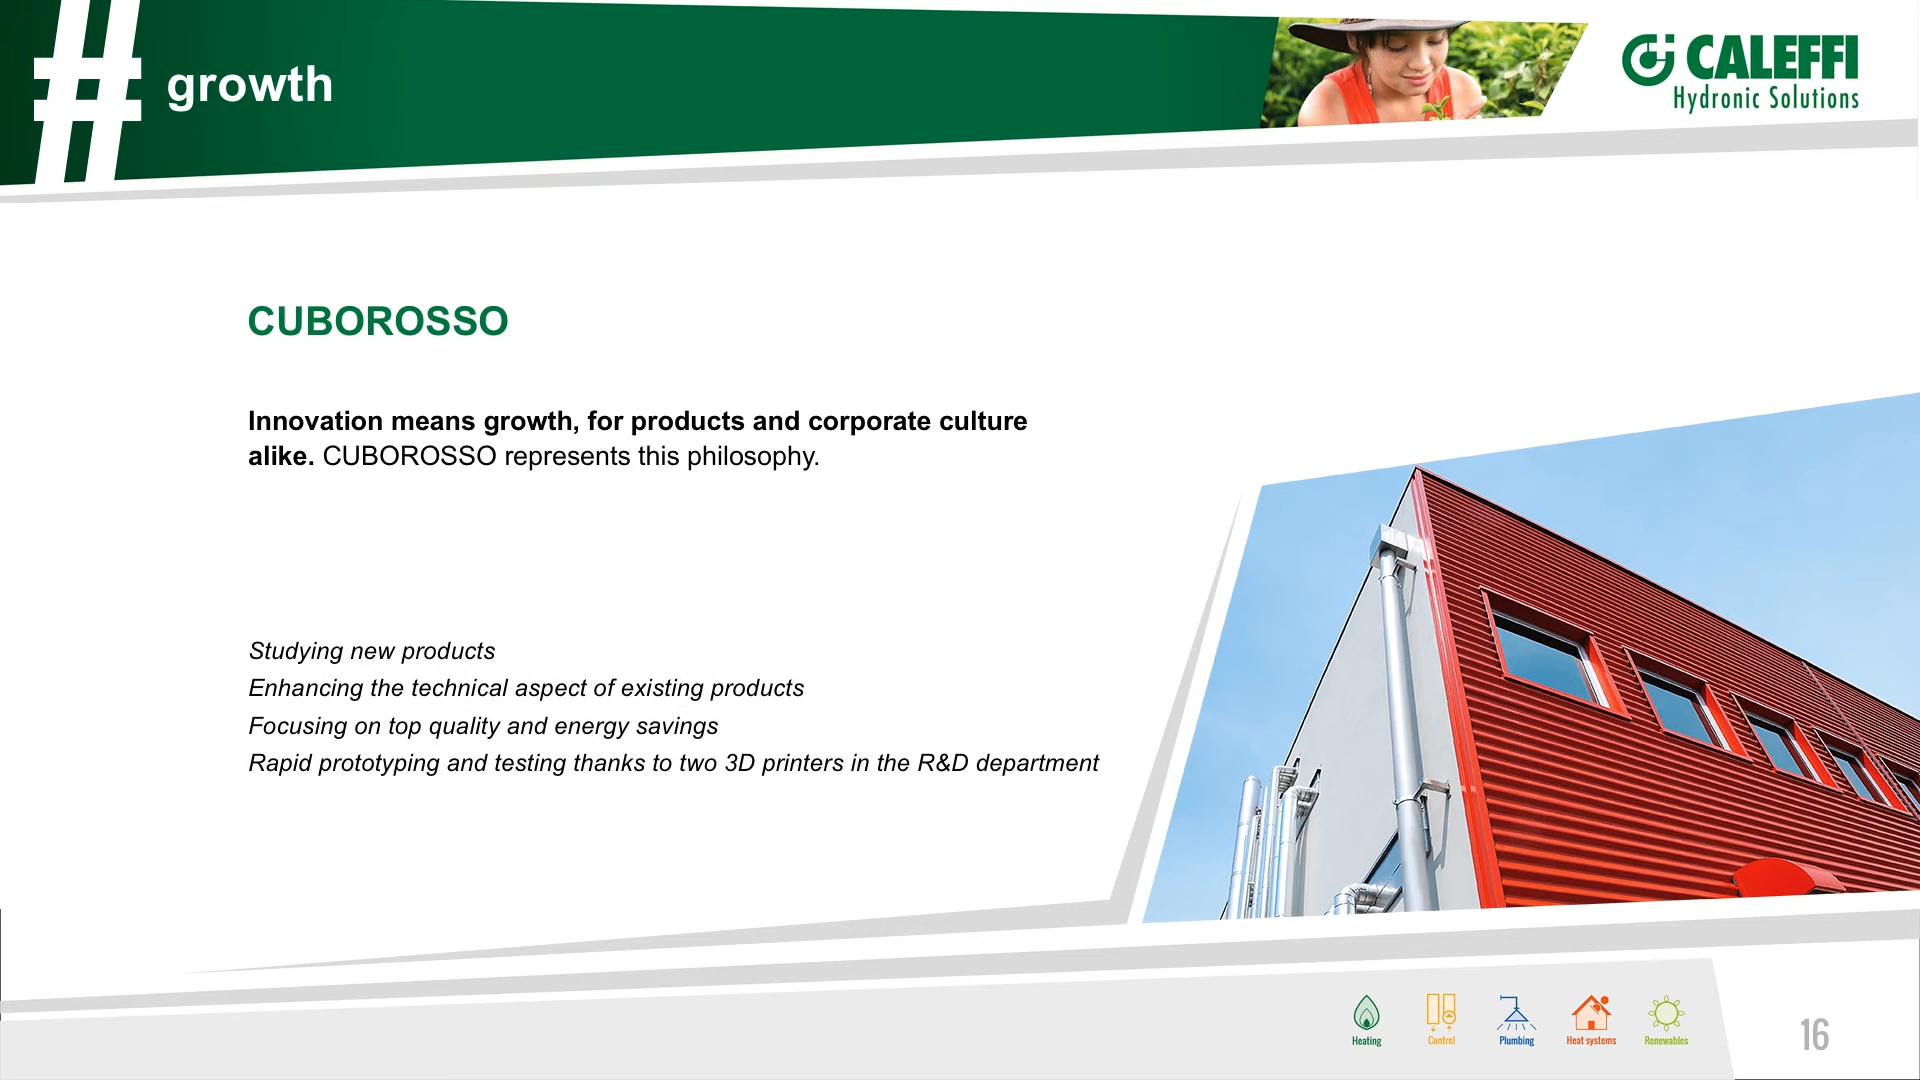 # growth
CALEFFI
Hydronic Solutions
CUBOROSSO
Innovation means growth, for products and corporate culture
alike. CUBOROSSO represents this philosophy.
Studying new products
Enhancing the technical aspect of existing products
Focusing on top quality and energy savings
Rapid prototyping and testing thanks to two 3D printers in the R&D department
Heating Control Plumbing Heat systems Renewables
16